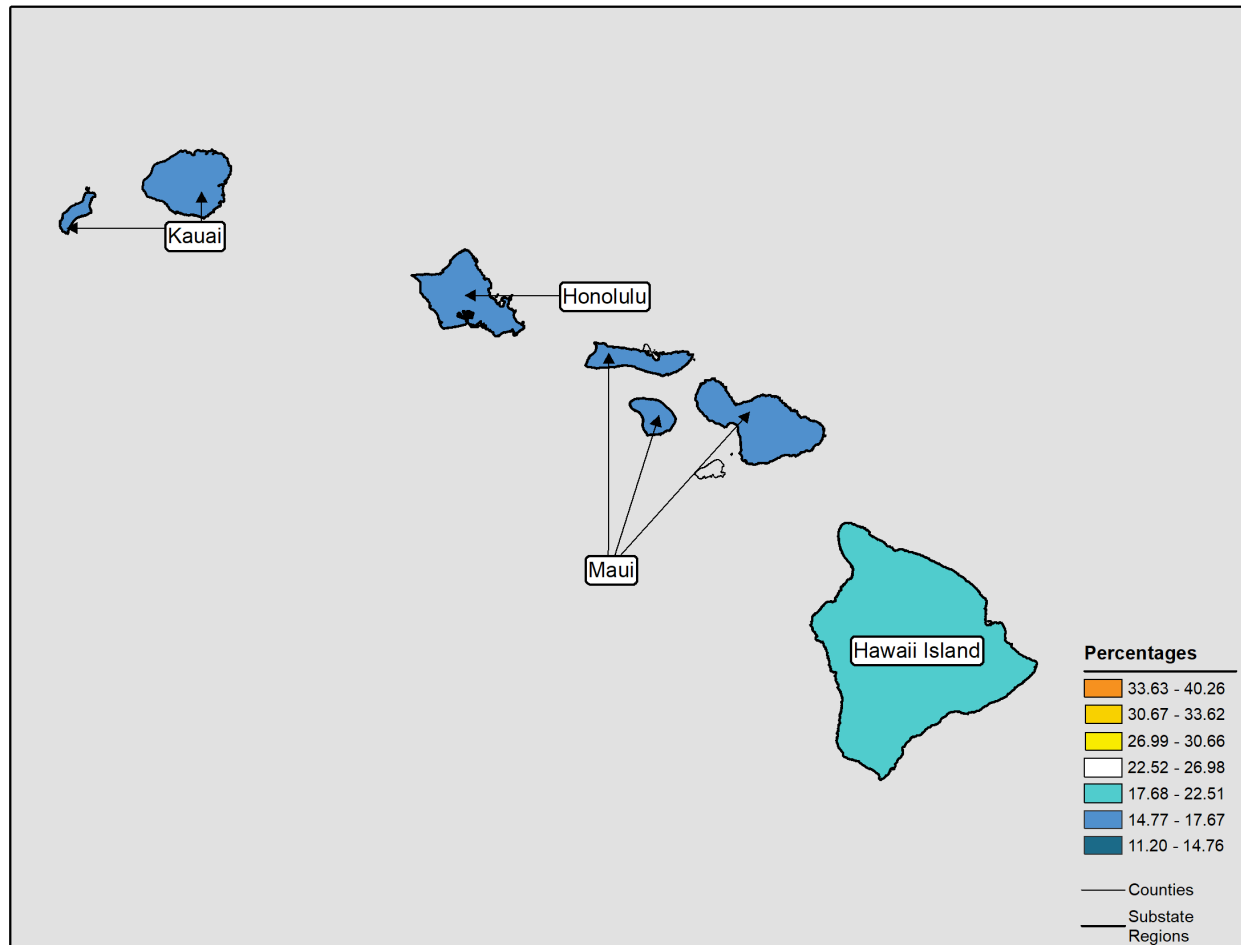 Kauai
Honolulu
Maui
Hawaii Island
Percentages
33.63 - 40.26
30.67 - 33.62
26.99 - 30.66
22.52 - 26.98
17.68 - 22.51
14.77 - 17.67
11.20 - 14.76
Counties
Substate
Regions